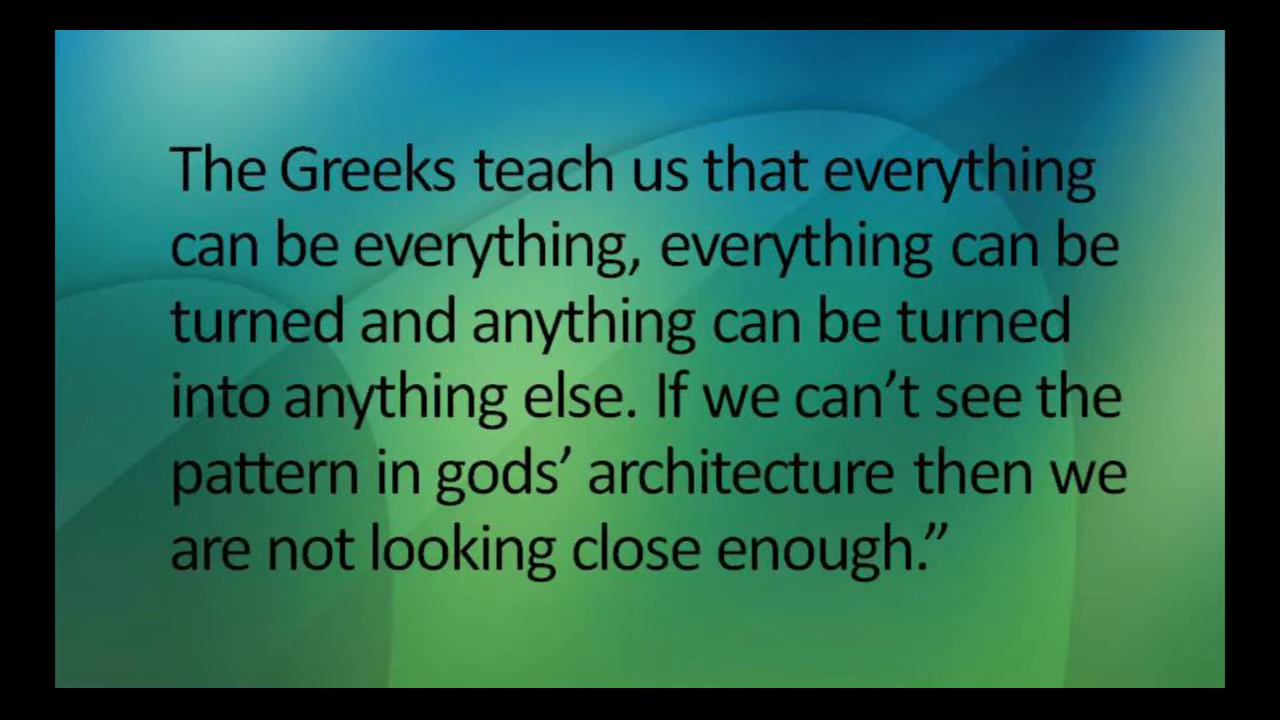 The Greeks teach us that everything
can be everything, everything can be
turned and anything can be turned
into anything else. If we can’t see the
pattern in gods’ architecture then we
are not looking close enough.”